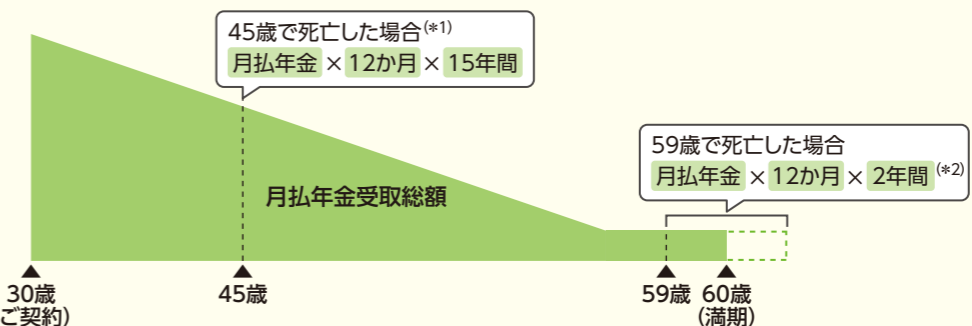 45歳で死亡した場合(*1)
月払年金×12か月×15年間
59歳で死亡した場合
月払年金×12か月×2年間(*2)
月払年金受取総額
30歳
ご契約)
45歳
59歳
60歳
(満期)